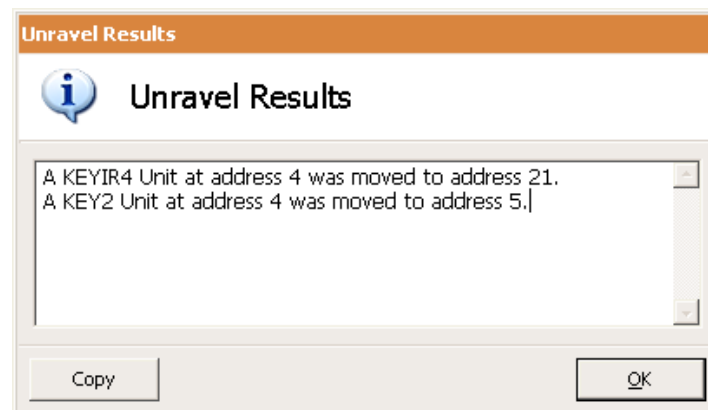 Unravel Results
Unravel Results
A KEYIR4 Unit at address 4 was moved to address 21.
A KEY2 Unit at address 4 was moved to address 5.
Copy
OK